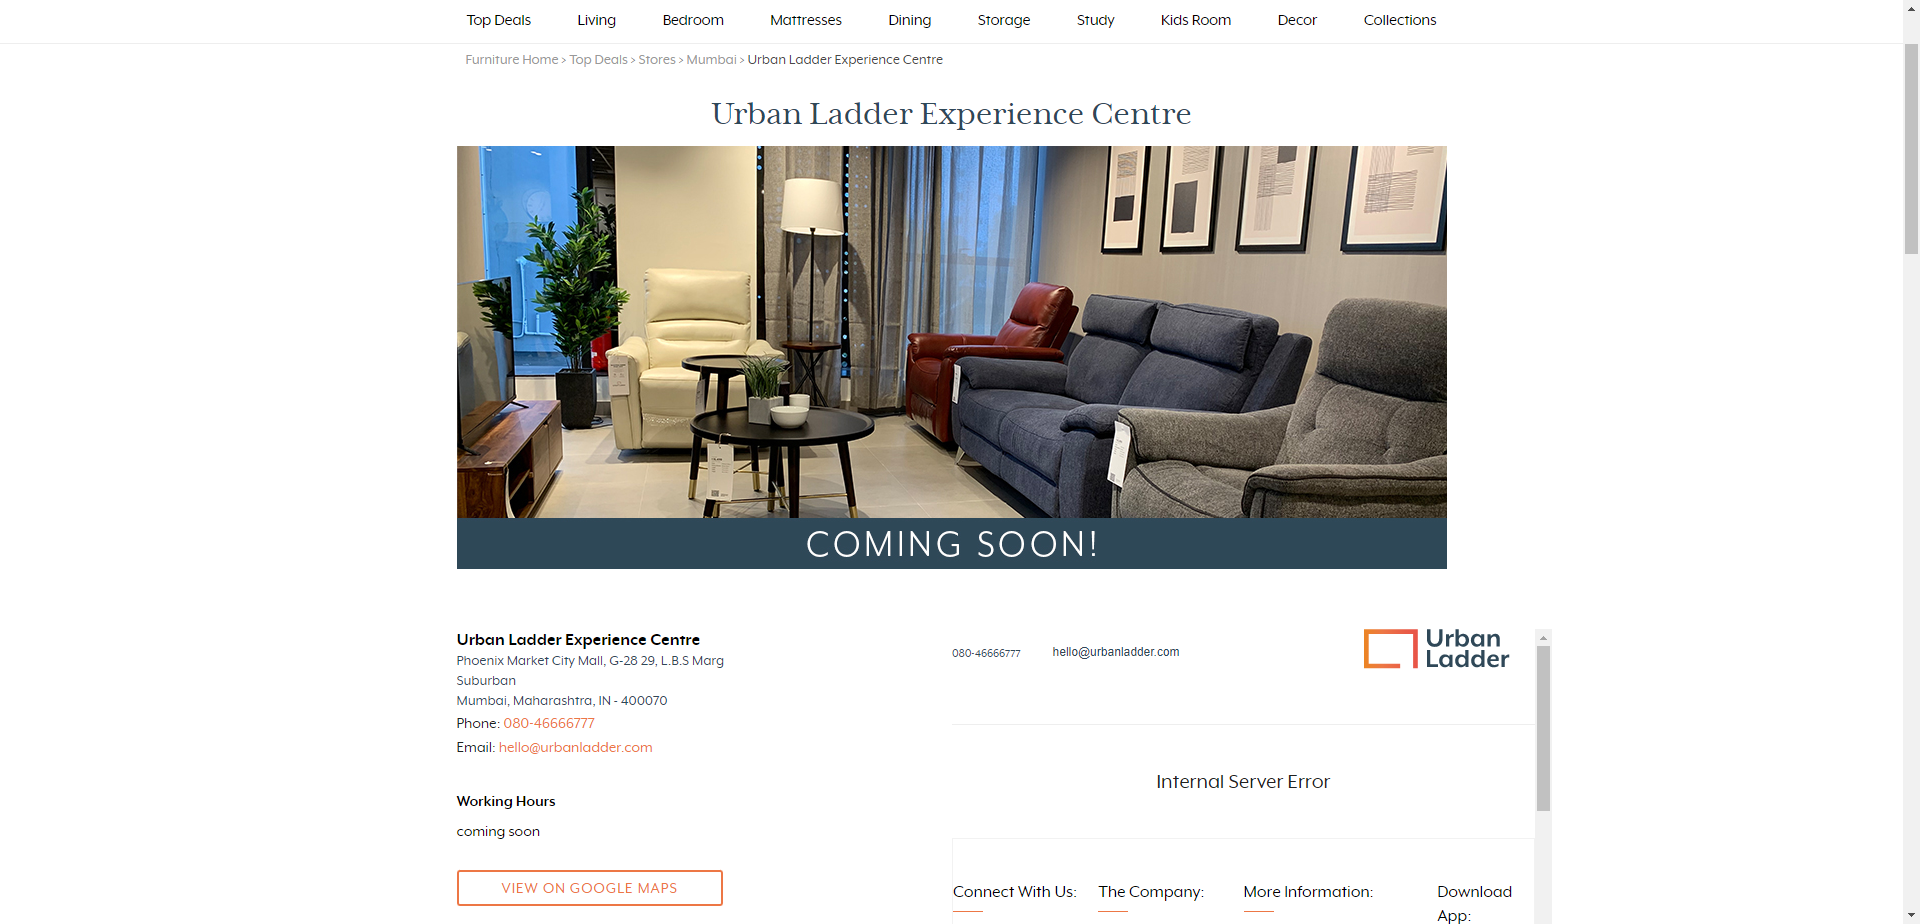 Top Deals Living Bedroom Mattresses Dining Storage Study Kids Room Decor Collections
Furniture Home > Top Deals > Stores > Mumbai > Urban Ladder Experience Centre
Urban Ladder Experience Centre
COMING SOON!
Urban Ladder Experience Centre
Phoenix Market City Mall, G-28 29, L.B.S Marg
Suburban
Mumbai, Maharashtra, IN - 400070
Phone: 080-46666777
Email: hello@urbanladder.com
Working Hours
coming soon
VIEW ON GOOGLE MAPS
080-46666777 hello@urbanladder.com
Urban
Ladder
Internal Server Error
Connect With Us: The Company: More Information: Download
App: